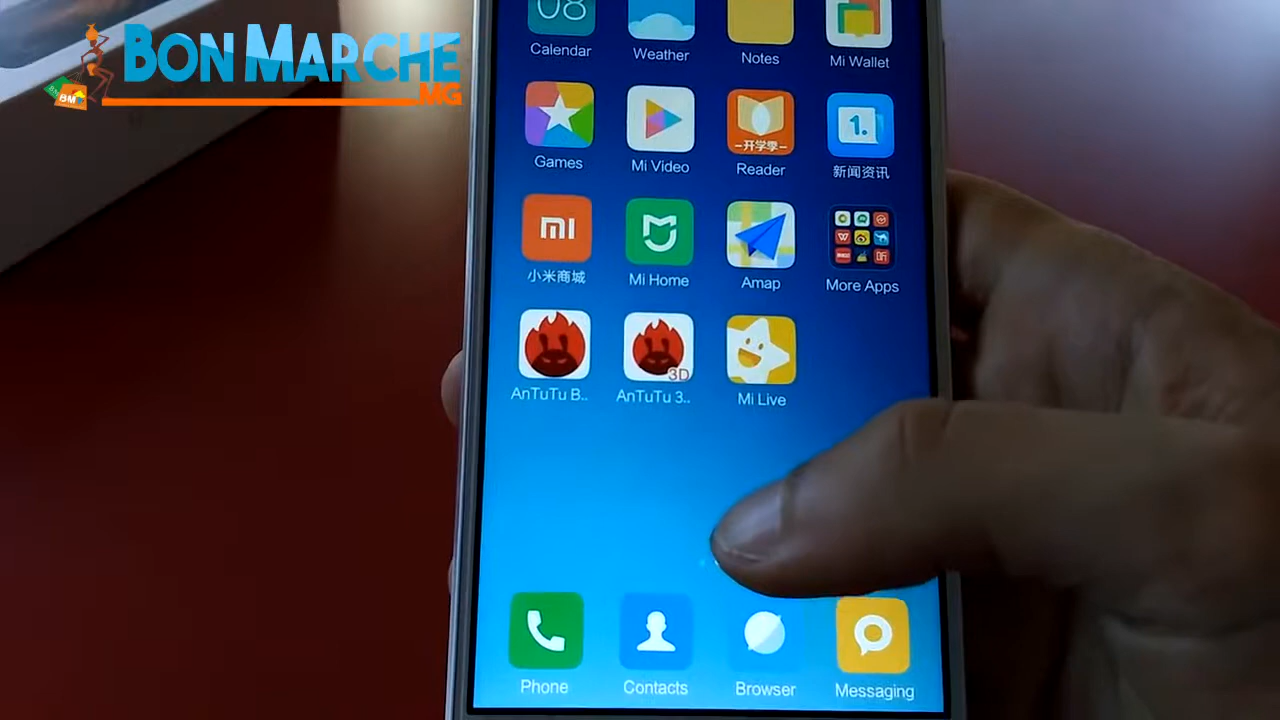 BON MARCHE
MG
BM
08
Calendar
Weather
Notes
Mi Wallet
1.
开学季
Games
Mi Video
Reader
新闻资讯
mi
小米商城
Mi Home
Amap
More Apps
3D
AnTuTu B..
AnTuTu 3..
Mi Live
Phone
Contacts
Browser
Messaging